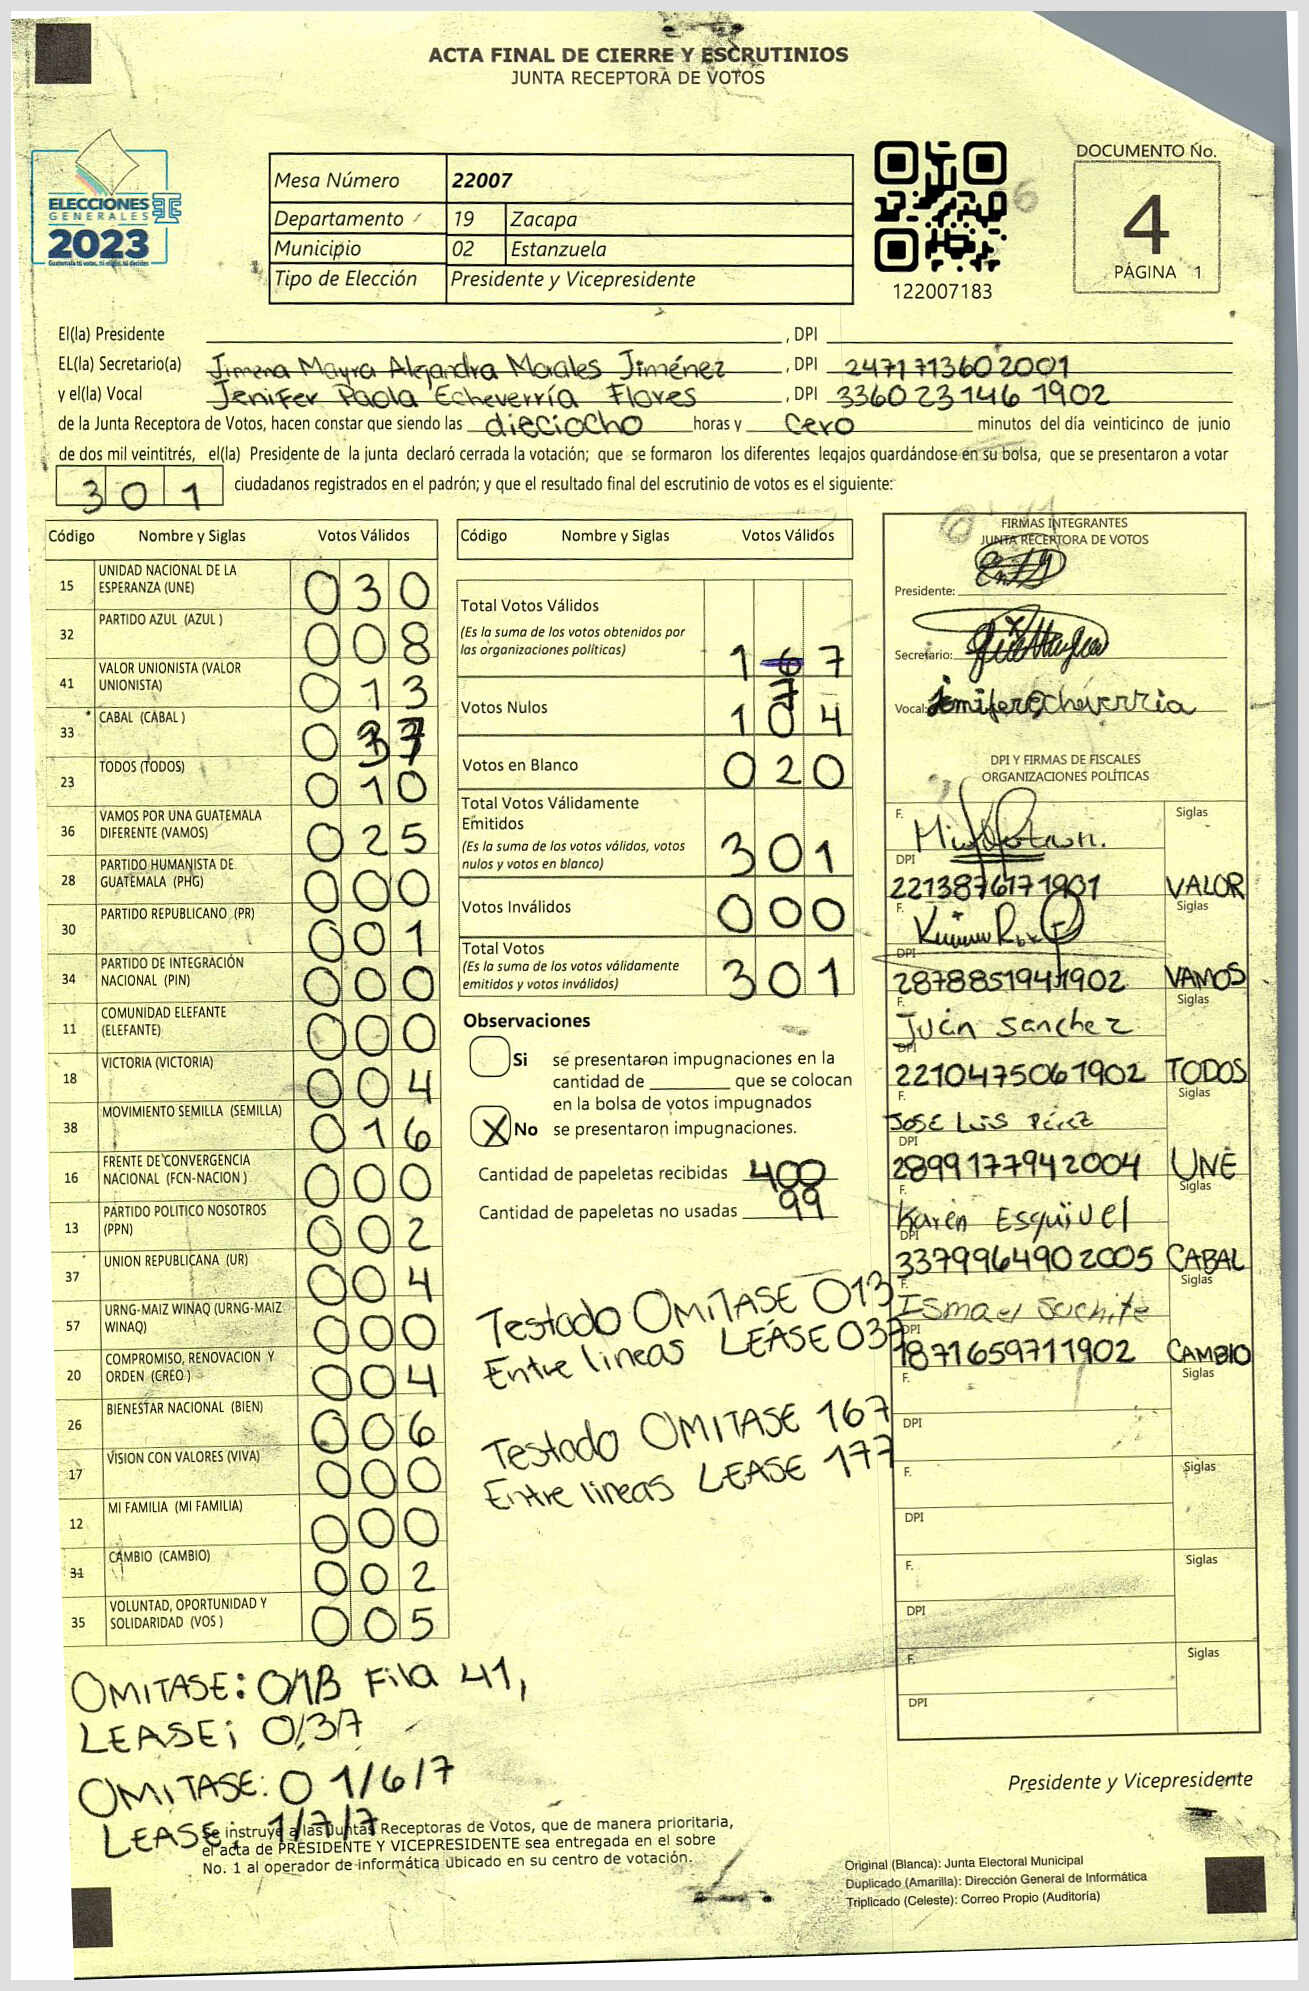 ACTA FINAL DE CIERRE Y ESCRUTINIOS
JUNTA RECEPTORA DE VOTOS
ELECCIONES
GENERALES
2023
Guatemala tú votas, tú eliges, tú decides
Mesa Número 22007
Departamento 19 Zacapa
Municipio 02 Estanzuela
Tipo de Elección Presidente y Vicepresidente
122007183
DOCUMENTO No.
4
PÁGINA 1
El(la) Presidente , DPI
EL(la) Secretario(a) Jimena Mayra Alejandra Morales Jiménez , DPI 2471713602001
y el(la) Vocal Jenifer Paola Echeverría Flores , DPI 3360231461902
de la Junta Receptora de Votos, hacen constar que siendo las dieciocho horas y cero minutos del día veinticinco de junio
de dos mil veintitrés, el(la) Presidente de la junta declaró cerrada la votación; que se formaron los diferentes legajos guardándose en su bolsa, que se presentaron a votar
301 ciudadanos registrados en el padrón; y que el resultado final del escrutinio de votos es el siguiente:
Código Nombre y Siglas Votos Válidos
15 UNIDAD NACIONAL DE LA ESPERANZA (UNE) 030
32 PARTIDO AZUL (AZUL ) 008
41 VALOR UNIONISTA (VALOR UNIONISTA) 013
33 CABAL (CABAL ) 037
23 TODOS (TODOS) 010
36 VAMOS POR UNA GUATEMALA DIFERENTE (VAMOS) 025
28 PARTIDO HUMANISTA DE GUATEMALA (PHG) 000
30 PARTIDO REPUBLICANO (PR) 001
34 PARTIDO DE INTEGRACIÓN NACIONAL (PIN) 000
11 COMUNIDAD ELEFANTE (ELEFANTE) 000
18 VICTORIA (VICTORIA) 004
38 MOVIMIENTO SEMILLA (SEMILLA) 016
16 FRENTE DE CONVERGENCIA NACIONAL (FCN-NACION ) 000
13 PARTIDO POLITICO NOSOTROS (PPN) 002
37 UNION REPUBLICANA (UR) 004
57 URNG-MAIZ WINAQ (URNG-MAIZ WINAQ) 000
20 COMPROMISO, RENOVACION Y ORDEN (CREO ) 004
26 BIENESTAR NACIONAL (BIEN) 006
17 VISION CON VALORES (VIVA) 000
12 MI FAMILIA (MI FAMILIA) 000
31 CAMBIO (CAMBIO) 002
35 VOLUNTAD, OPORTUNIDAD Y SOLIDARIDAD (VOS ) 005
OMITASE: 0/1B Fila 41,
LEASE; 0/37
OMITASE: 0 1/6/7
LEASE; 1/7/7
Código Nombre y Siglas Votos Válidos
Total Votos Válidos
(Es la suma de los votos obtenidos por
las organizaciones políticas) 1 6 7
7
Votos Nulos 104
Votos en Blanco 020
Total Votos Válidamente
Emitidos
(Es la suma de los votos válidos, votos
nulos y votos en blanco) 301
Votos Inválidos 000
Total Votos
(Es la suma de los votos válidamente
emitidos y votos inválidos) 301
Observaciones
Si se presentaron impugnaciones en la
cantidad de que se colocan
en la bolsa de votos impugnados
X No se presentaron impugnaciones.
Cantidad de papeletas recibidas 400
Cantidad de papeletas no usadas 99
Testado OMITASE 013
Entre lineas LEASE 037
Testado OMITASE 167
Entre lineas LEASE 177
FIRMAS INTEGRANTES
JUNTA RECEPTORA DE VOTOS
Presidente:
Secretario:
Vocal: Jenifer Echeverria
DPI Y FIRMAS DE FISCALES
ORGANIZACIONES POLÍTICAS
F. Siglas
DPI 2213876171901 VALOR
F. Siglas
DPI 2878851941902 VAMOS
F. Juan Sanchez Siglas
DPI 2210475061902 TODOS
F. JOSE LUIS PÉREZ Siglas
DPI 2899177942004 UNE
F. Karen Esquivel Siglas
DPI 3379964902005 CABAL
F. Ismael Suchite Siglas
DPI 1871659711902 CAMBIO
F. Siglas
DPI
F. Siglas
DPI
F. Siglas
DPI
F. Siglas
DPI
Presidente y Vicepresidente
Se instruye a las Juntas Receptoras de Votos, que de manera prioritaria,
el acta de PRESIDENTE Y VICEPRESIDENTE sea entregada en el sobre
No. 1 al operador de informática ubicado en su centro de votación.
Original (Blanca): Junta Electoral Municipal
Duplicado (Amarilla): Dirección General de Informática
Triplicado (Celeste): Correo Propio (Auditoría)